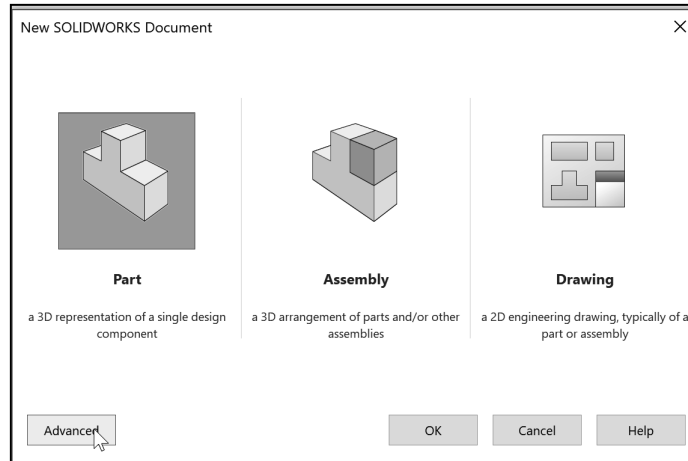 New SOLIDWORKS Document
Part
a 3D representation of a single design
component
Assembly
a 3D arrangement of parts and/or other
assemblies
Drawing
a 2D engineering drawing, typically of a
part or assembly
Advanced
OK
Cancel
Help